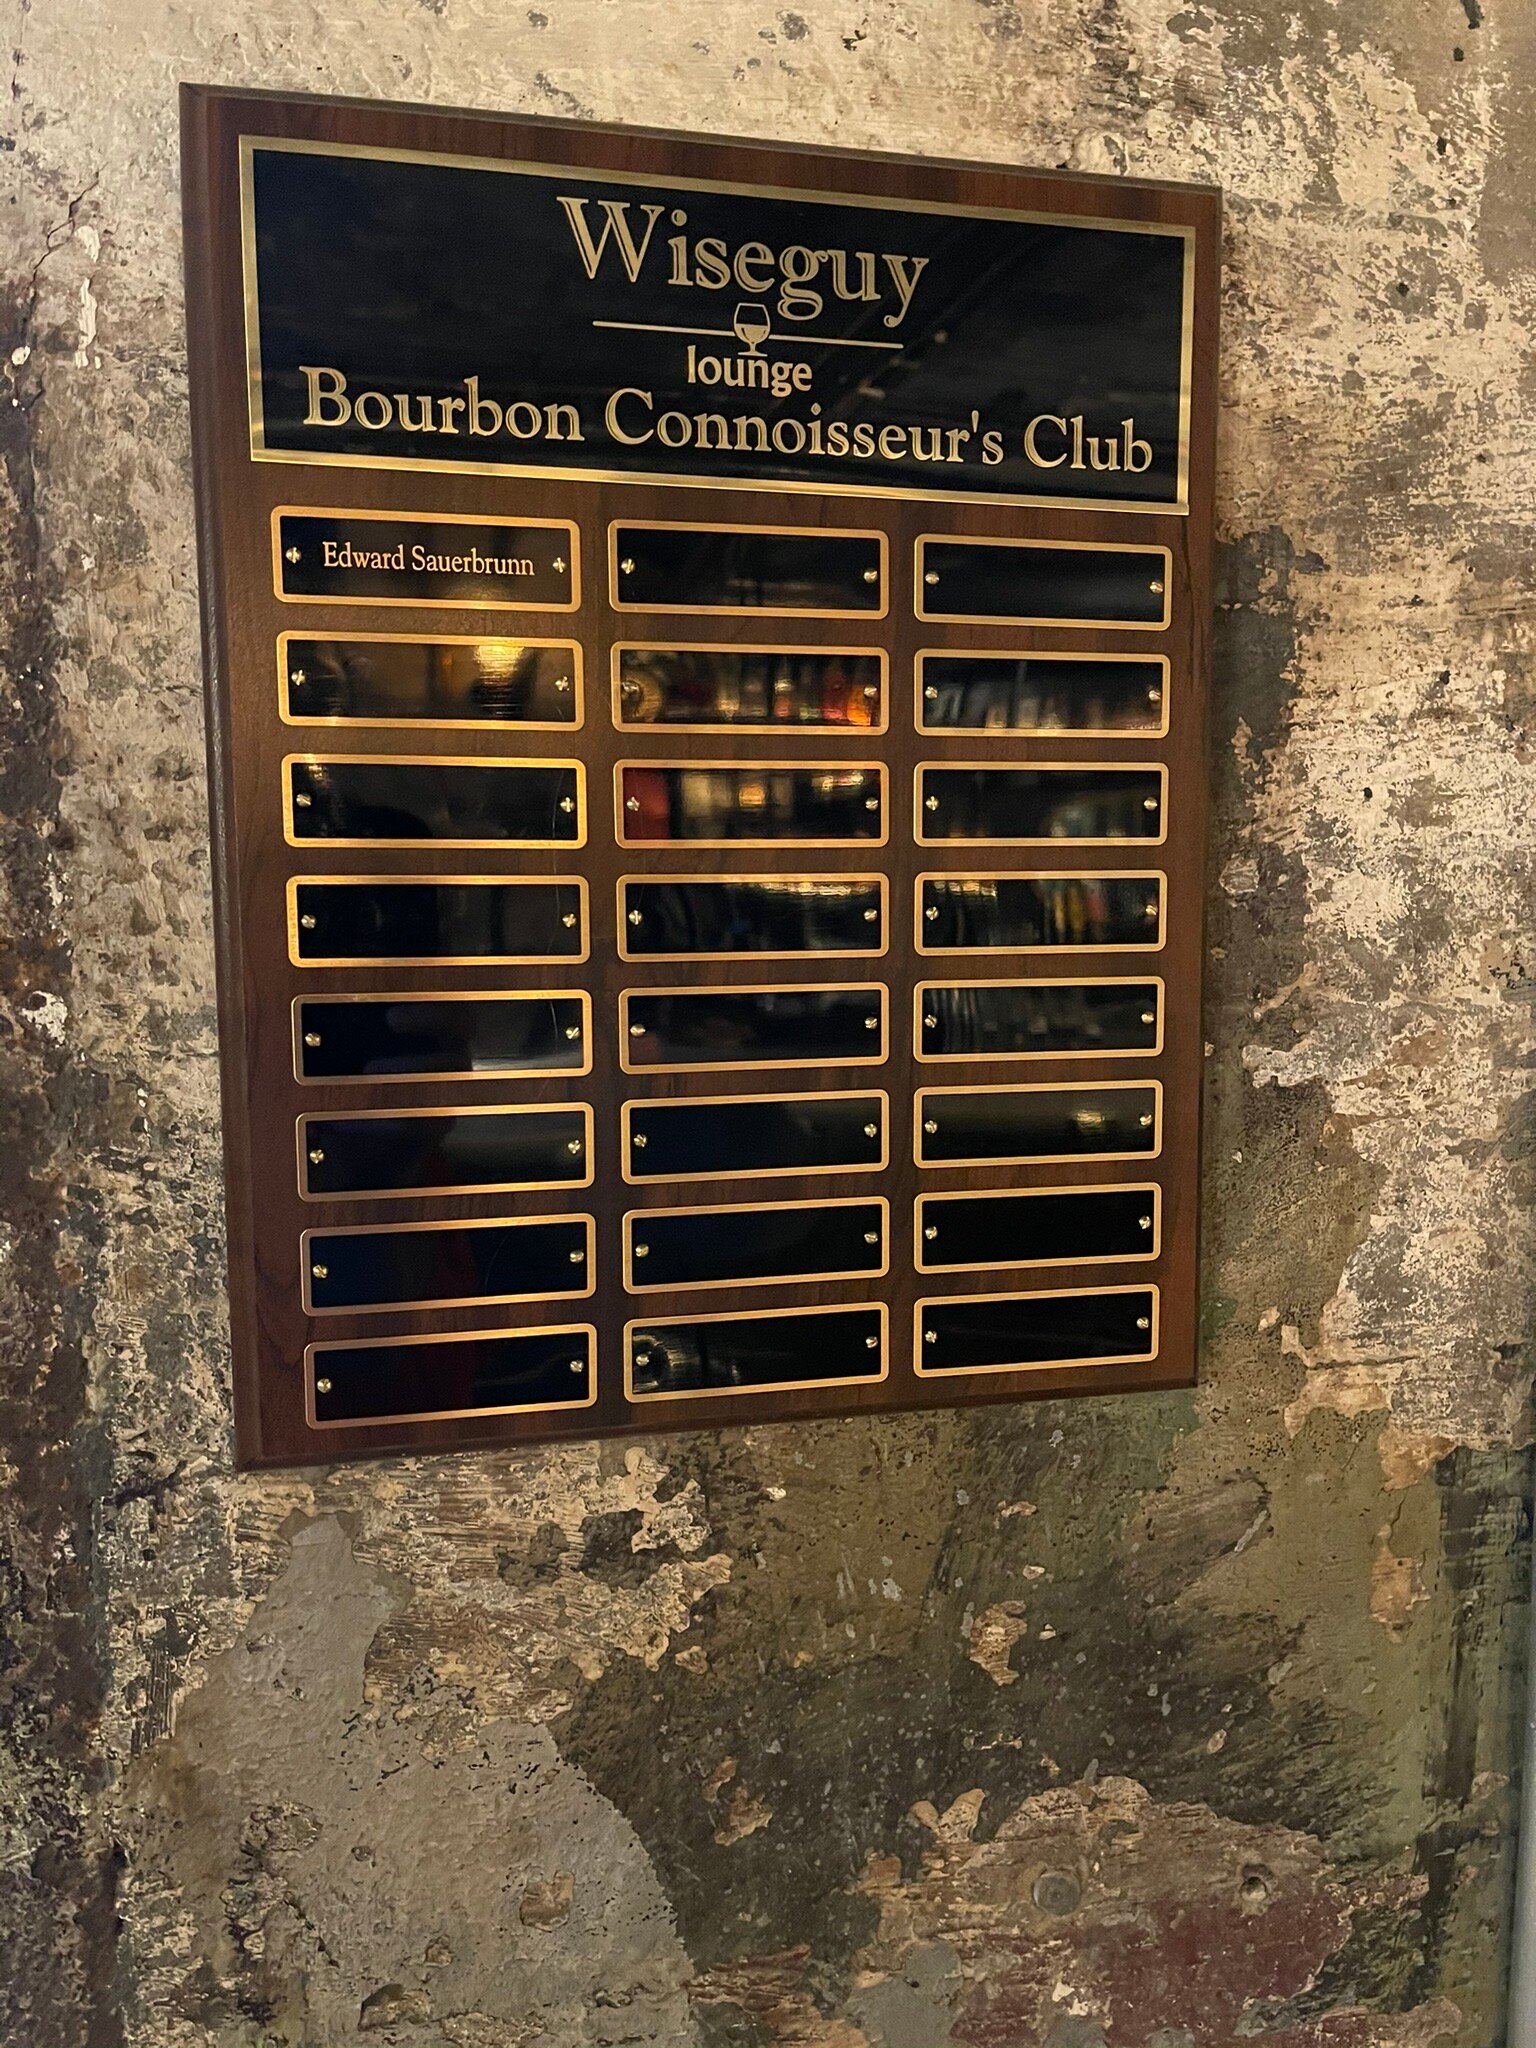 Wiseguy
lounge
Bourbon Connoisseur's Club
Edward Sauerbrunn